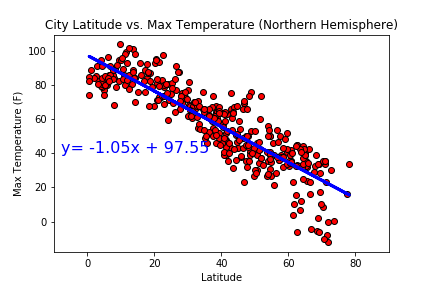 City Latitude vs. Max Temperature (Northern Hemisphere)
100
80
60
40
20
0
Max Temperature (F)
y= -1.05x + 97.55
0 20 40 60 80
Latitude